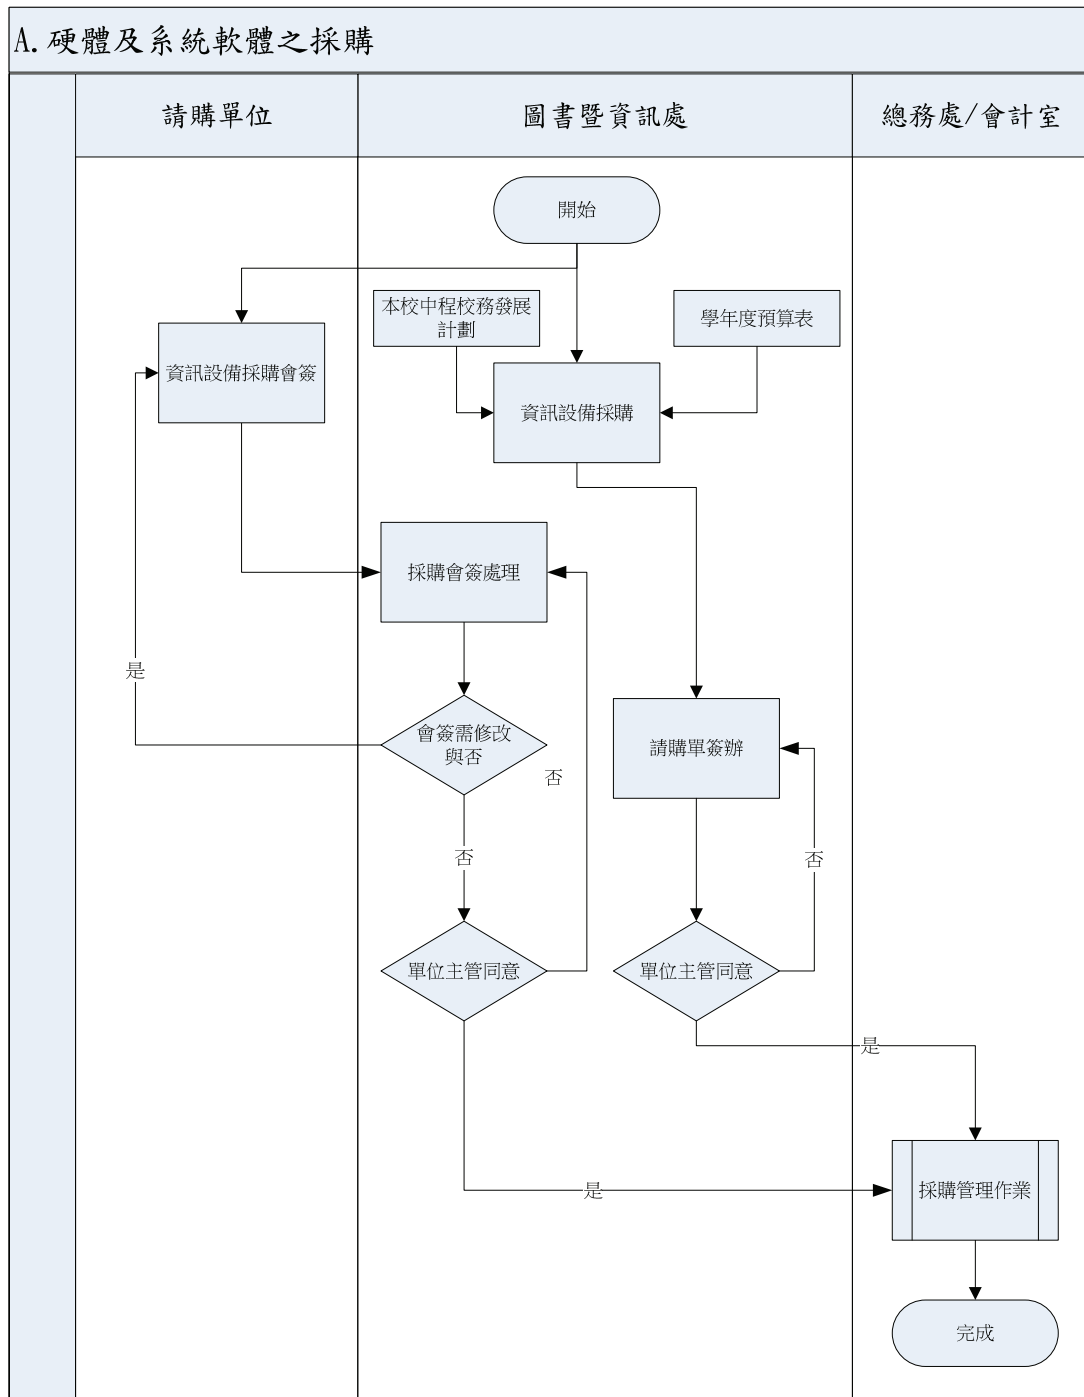 A. 硬體及系統軟體之採購
請購單位
圖書暨資訊處
總務處/會計室
開始
本校中程校務發展
計劃
學年度預算表
資訊設備採購會簽
資訊設備採購
採購會簽處理
是
會簽需修改
與否
否
請購單簽辦
否
否
單位主管同意
單位主管同意
是
是
採購管理作業
完成